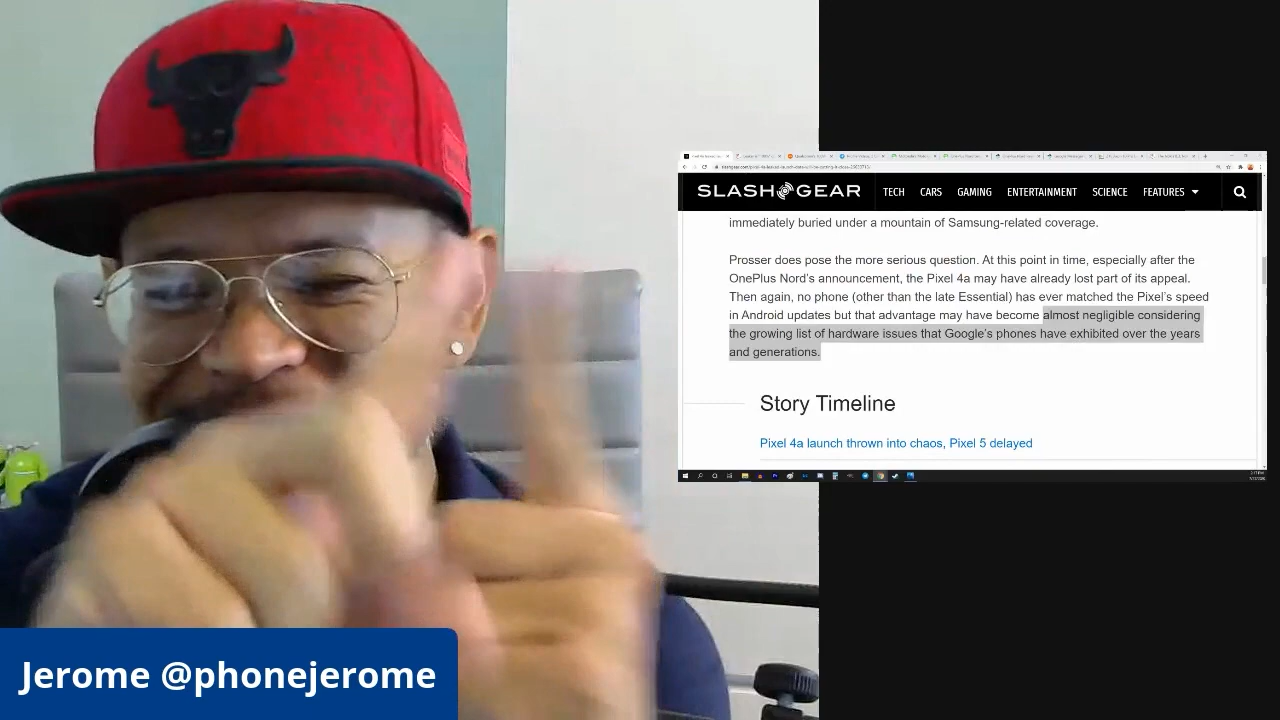 SLASH GEAR TECH CARS GAMING ENTERTAINMENT SCIENCE FEATURES
immediately buried under a mountain of Samsung-related coverage.
Prosser does pose the more serious question. At this point in time, especially after the
OnePlus Nord's announcement, the Pixel 4a may have already lost part of its appeal.
Then again, no phone (other than the late Essential) has ever matched the Pixel's speed
in Android updates but that advantage may have become almost negligible considering
the growing list of hardware issues that Google's phones have exhibited over the years
and generations.
Story Timeline
Pixel 4a launch thrown into chaos, Pixel 5 delayed
Jerome @phonejerome